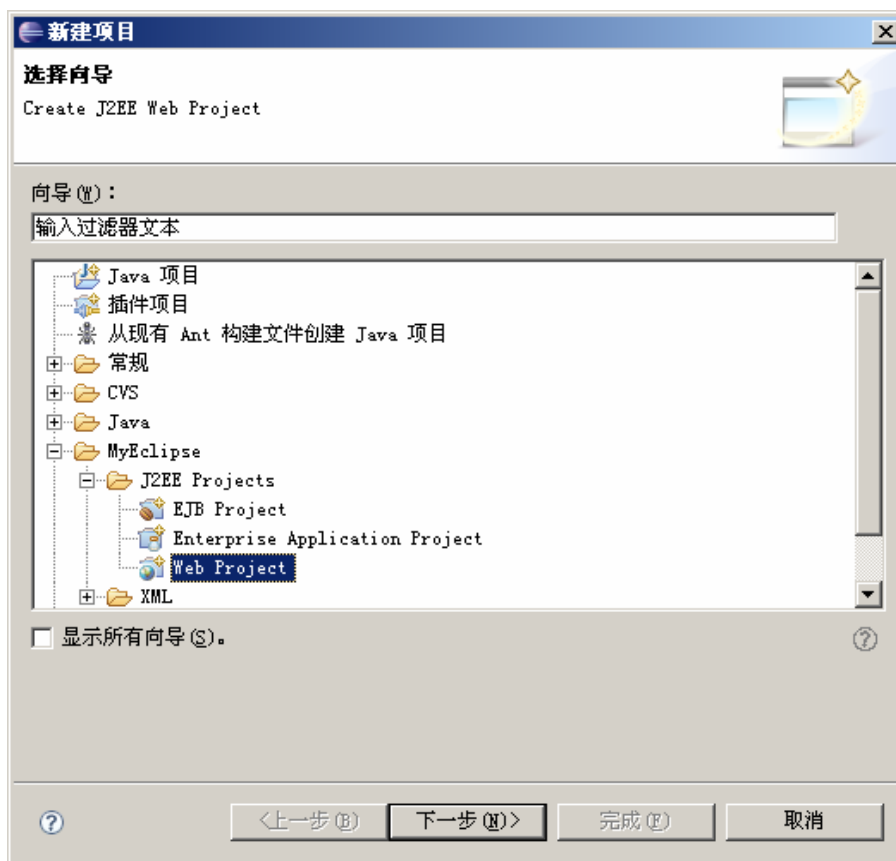 新建项目
选择向导
Create J2EE Web Project
向导(W)：
输入过滤器文本
Java 项目
插件项目
从现有 Ant 构建文件创建 Java 项目
常规
CVS
Java
MyEclipse
J2EE Projects
EJB Project
Enterprise Application Project
Web Project
XML
显示所有向导(S)。
<上一步(B) 下一步(N)> 完成(F) 取消